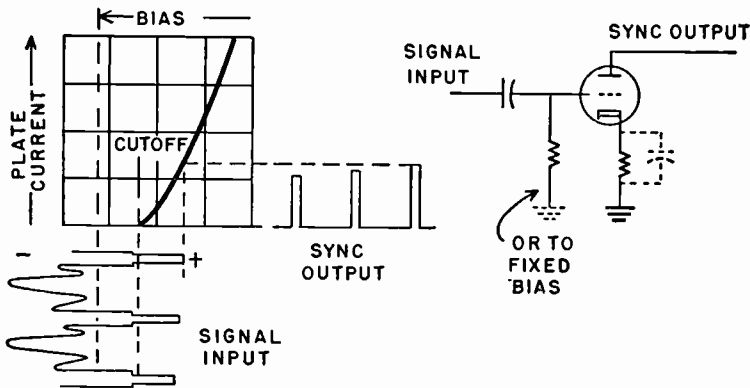 BIAS
PLATE
CURRENT
CUTOFF
SYNC
OUTPUT
-
+
SIGNAL
INPUT
SIGNAL
INPUT
SYNC OUTPUT
OR TO
FIXED
BIAS